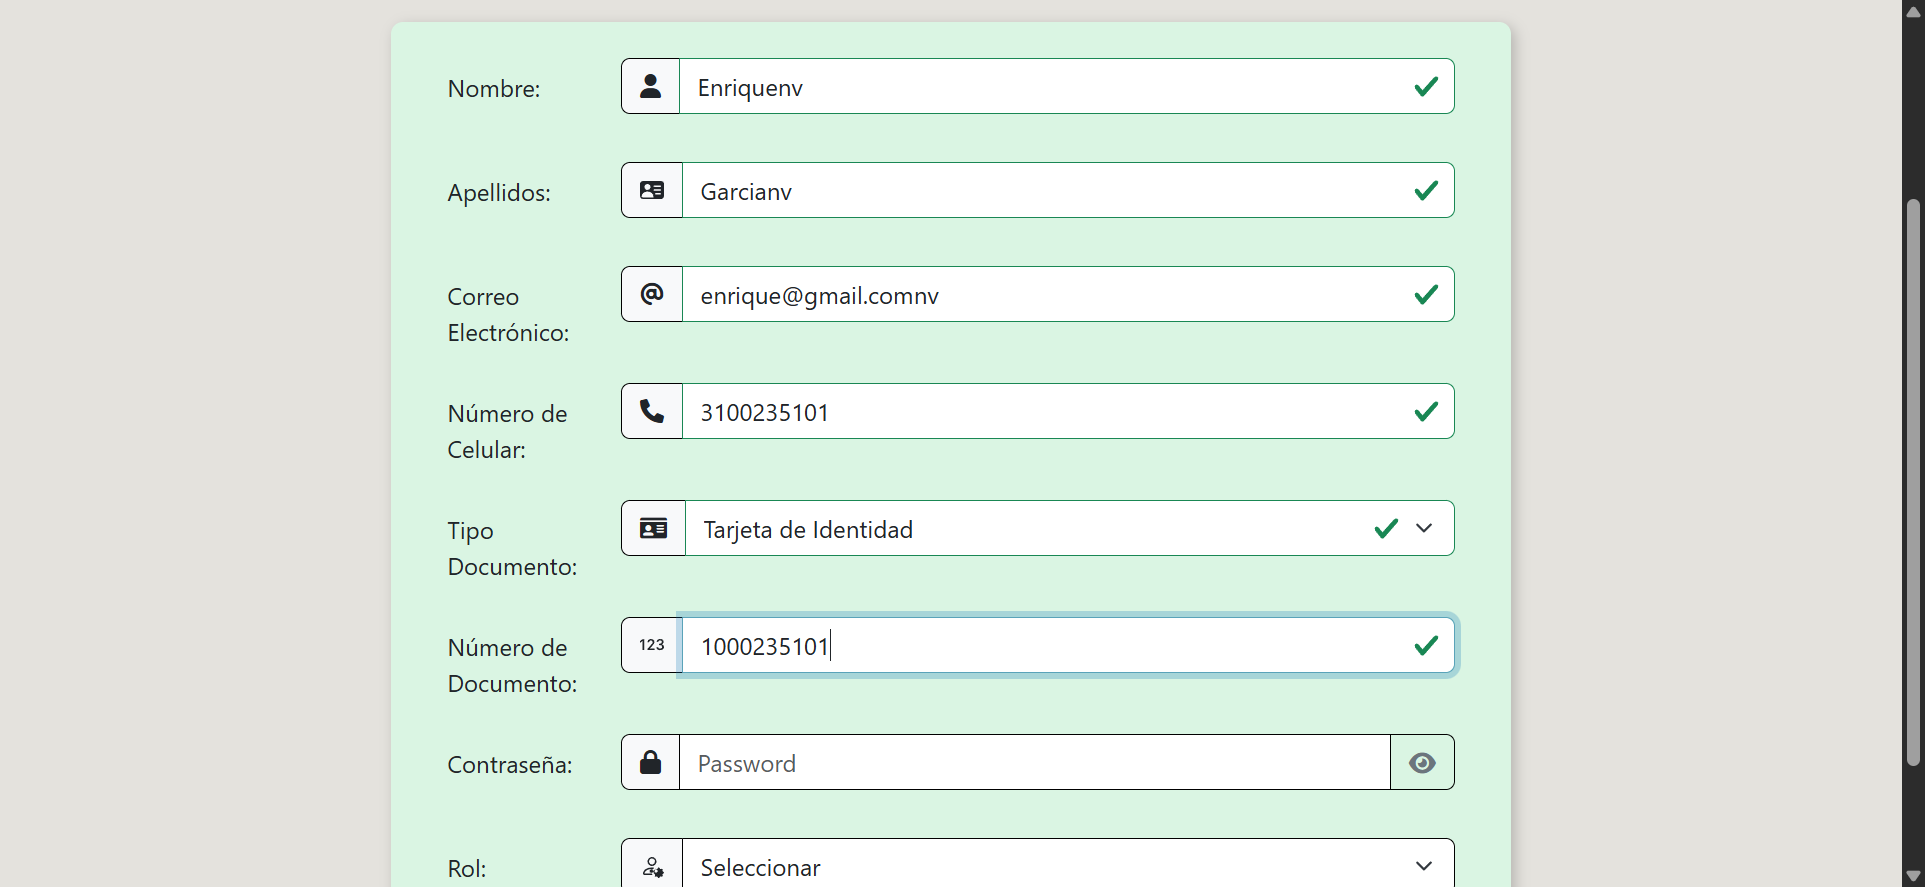 Nombre:
Enriquenv
Apellidos:
Garcianv
Correo
Electrónico:
@
enrique@gmail.comnv
Número de
Celular:
3100235101
Tipo
Documento:
Tarjeta de Identidad
Número de
Documento:
123
1000235101
Contraseña:
Password
Rol:
Seleccionar